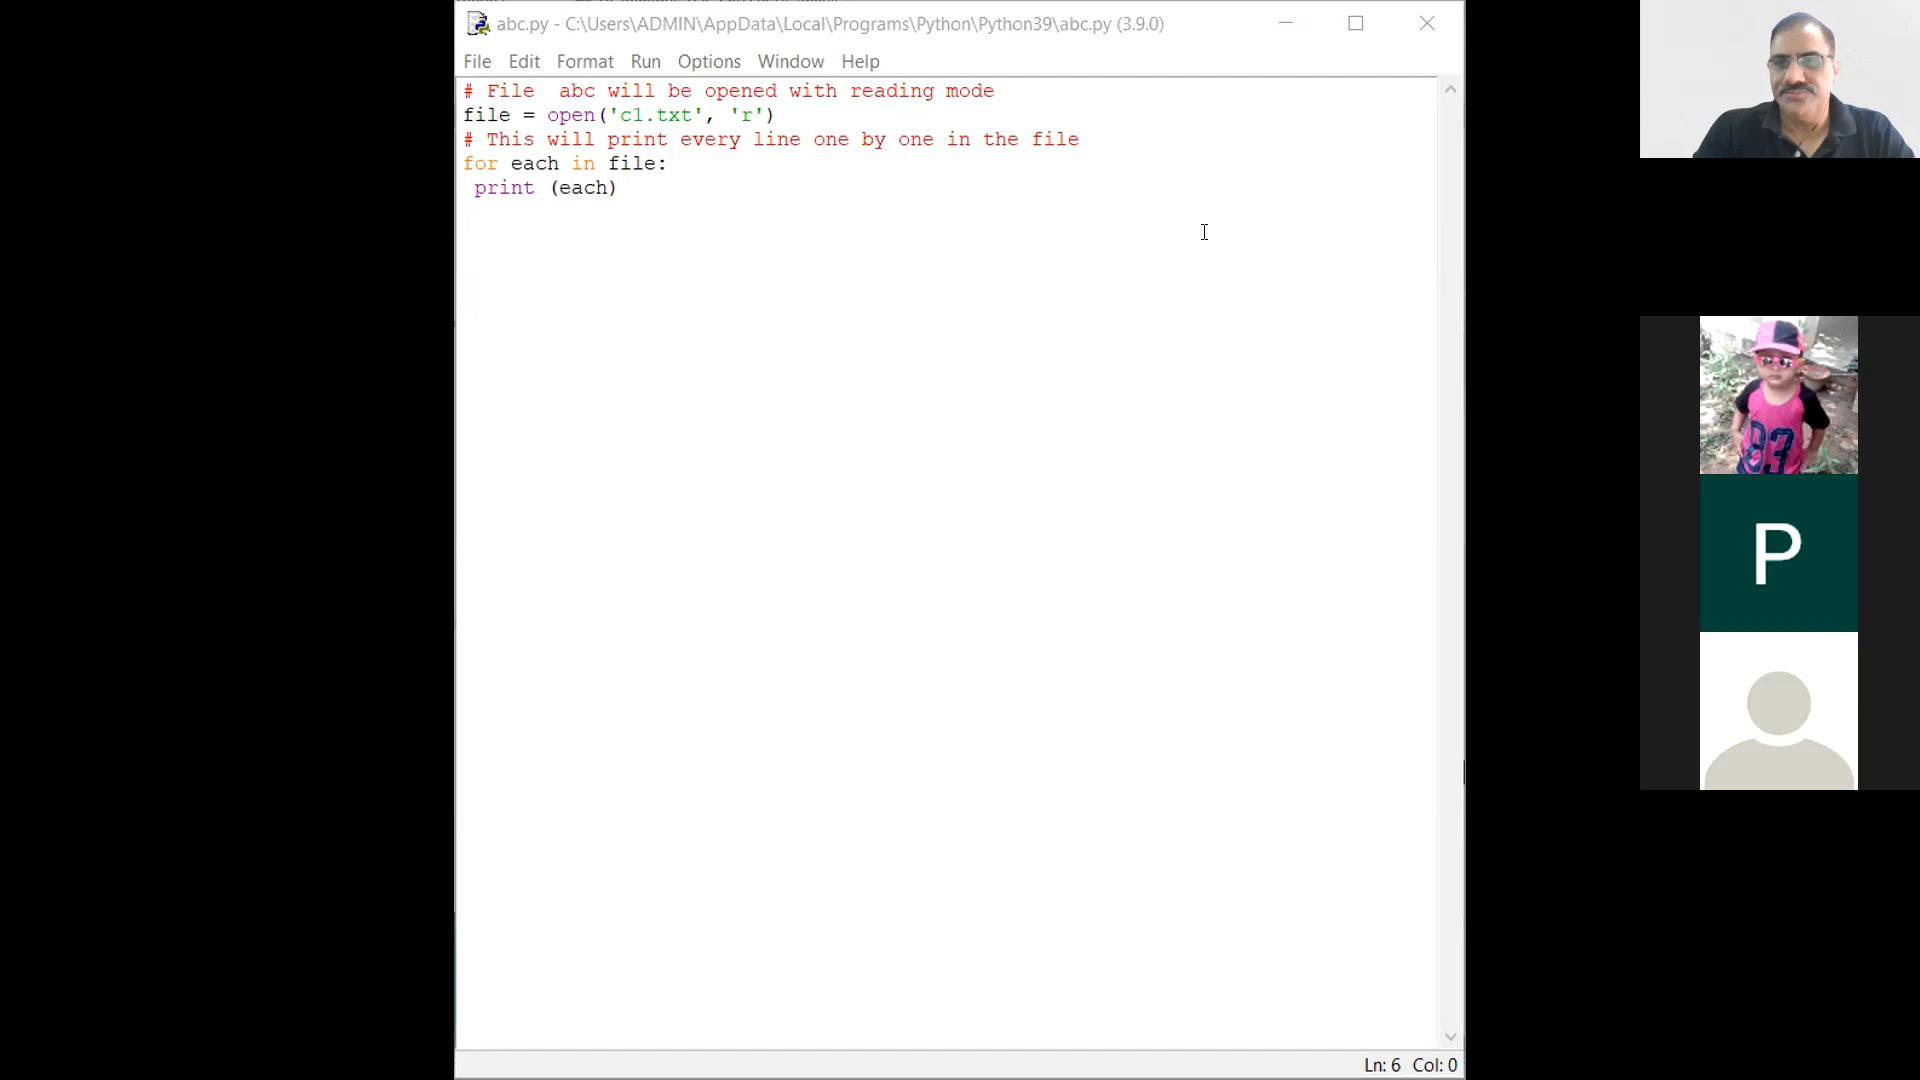 abc.py - C:\Users\ADMIN\AppData\Local\Programs\Python\Python39\abc.py (3.9.0)
File Edit Format Run Options Window Help
# File  abc will be opened with reading mode
file = open('c1.txt', 'r')
# This will print every line one by one in the file
for each in file:
 print (each)
83
P
Ln: 6 Col: 0